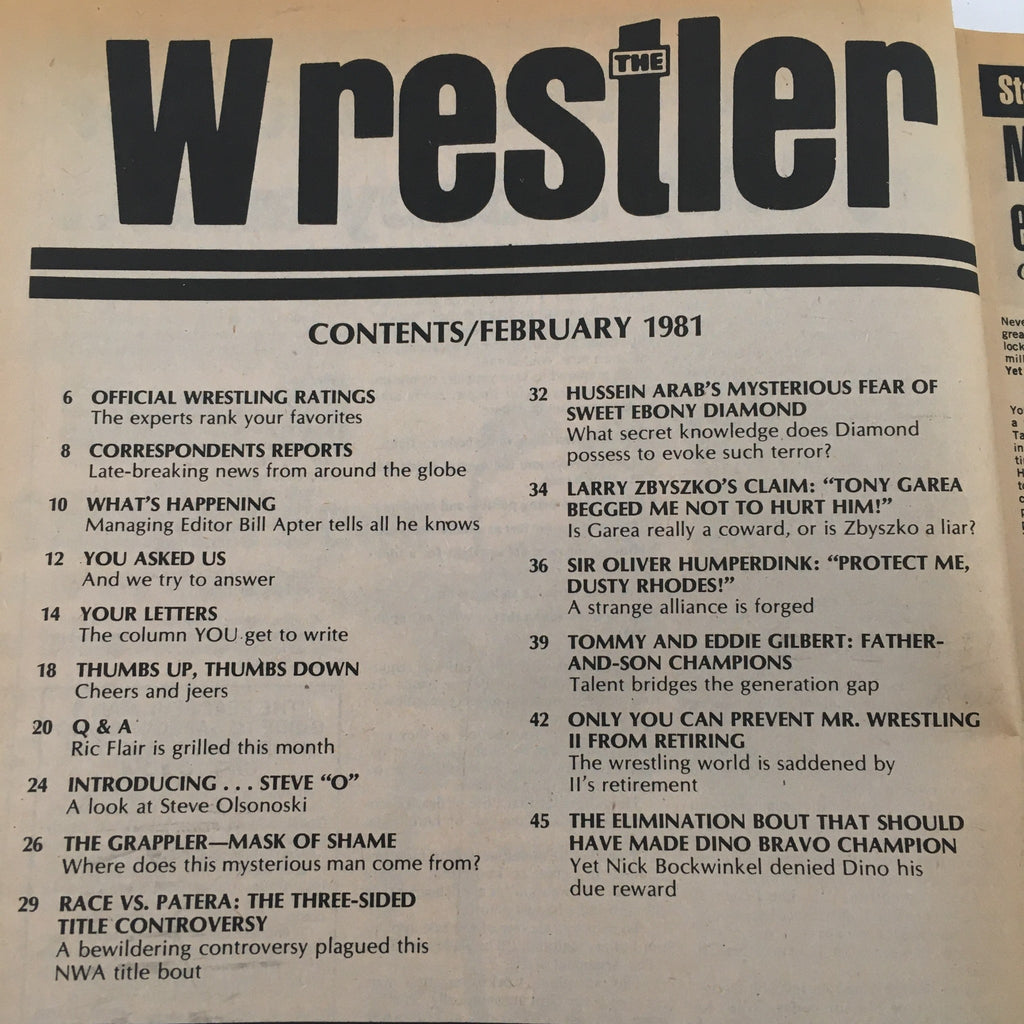 THE
Wrestler
CONTENTS/FEBRUARY 1981
6 OFFICIAL WRESTLING RATINGS
The experts rank your favorites
8 CORRESPONDENTS REPORTS
Late-breaking news from around the globe
10 WHAT'S HAPPENING
Managing Editor Bill Apter tells all he knows
12 YOU ASKED US
And we try to answer
14 YOUR LETTERS
The column YOU get to write
18 THUMBS UP, THUMBS DOWN
Cheers and jeers
20 Q & A
Ric Flair is grilled this month
24 INTRODUCING . . . STEVE "O"
A look at Steve Olsonoski
26 THE GRAPPLER—MASK OF SHAME
Where does this mysterious man come from?
29 RACE VS. PATERA: THE THREE-SIDED
TITLE CONTROVERSY
A bewildering controversy plagued this
NWA title bout
32 HUSSEIN ARAB'S MYSTERIOUS FEAR OF
SWEET EBONY DIAMOND
What secret knowledge does Diamond
possess to evoke such terror?
34 LARRY ZBYSZKO'S CLAIM: "TONY GAREA
BEGGED ME NOT TO HURT HIM!"
Is Garea really a coward, or is Zbyszko a liar?
36 SIR OLIVER HUMPERDINK: "PROTECT ME,
DUSTY RHODES!"
A strange alliance is forged
39 TOMMY AND EDDIE GILBERT: FATHER-
AND-SON CHAMPIONS
Talent bridges the generation gap
42 ONLY YOU CAN PREVENT MR. WRESTLING
II FROM RETIRING
The wrestling world is saddened by
II's retirement
45 THE ELIMINATION BOUT THAT SHOULD
HAVE MADE DINO BRAVO CHAMPION
Yet Nick Bockwinkel denied Dino his
due reward
Yet